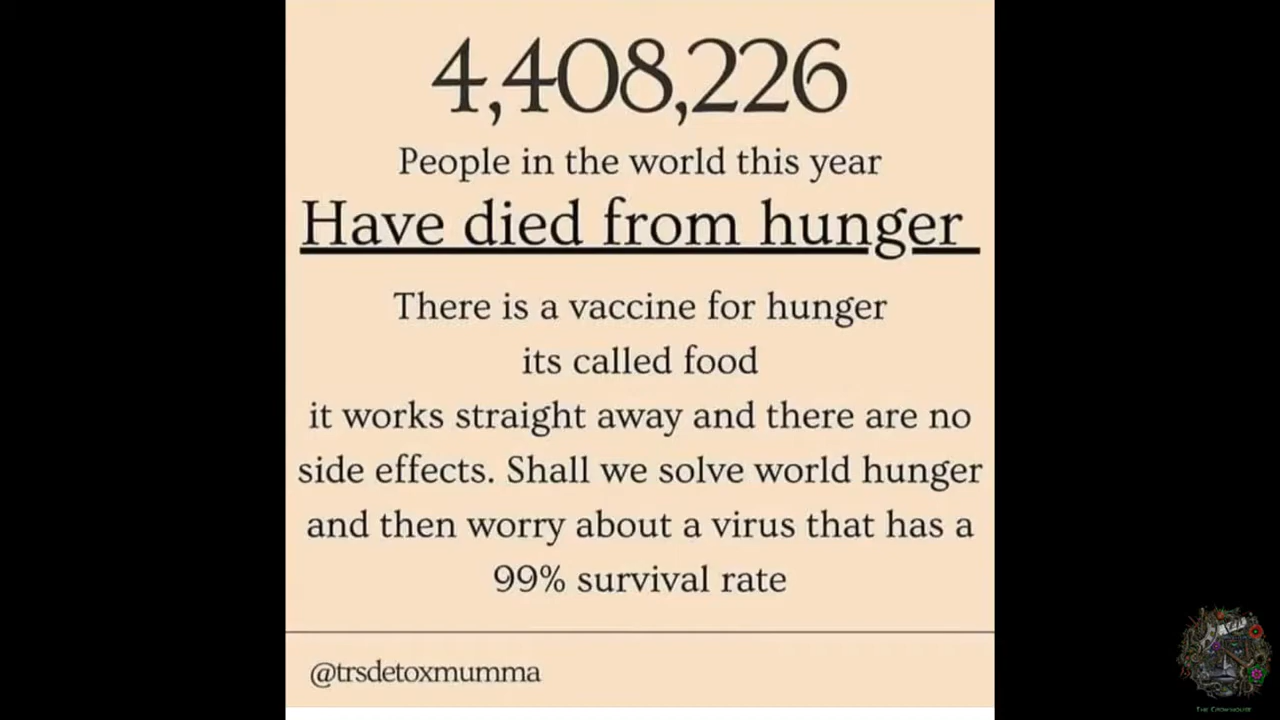 4,408,226
People in the world this year
Have died from hunger
There is a vaccine for hunger
its called food
it works straight away and there are no
side effects. Shall we solve world hunger
and then worry about a virus that has a
99% survival rate
@trsdetoxmumma
THE CROWHOUSE